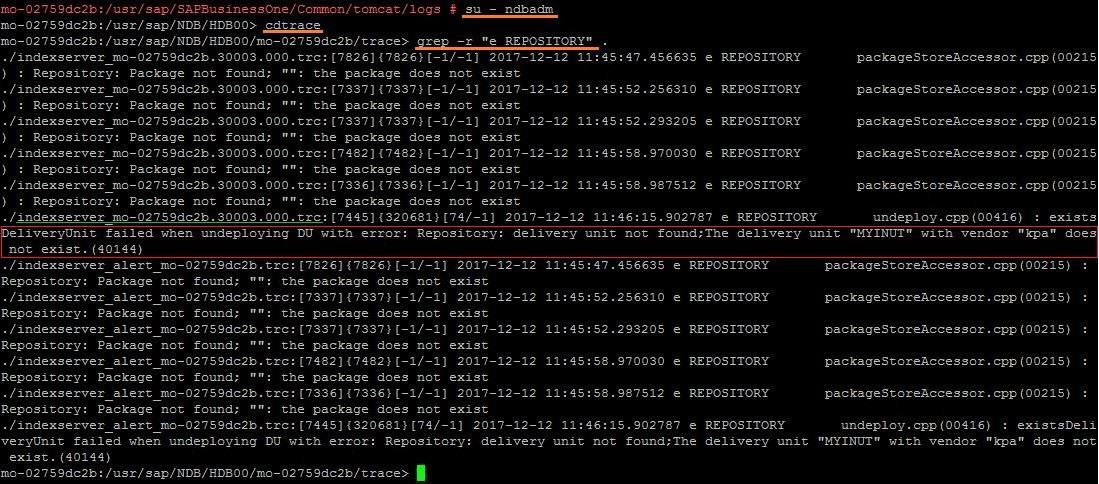 mo-02759dc2b:/usr/sap/SAPBusinessOne/Common/tomcat/logs # su - ndbadm
mo-02759dc2b:/usr/sap/NDB/HDB00> cdtrace
mo-02759dc2b:/usr/sap/NDB/HDB00/mo-02759dc2b/trace> grep -r "e REPOSITORY" .
./indexserver_mo-02759dc2b.30003.000.trc:[7826]{7826}[-1/-1] 2017-12-12 11:45:47.456635 e REPOSITORY       packageStoreAccessor.cpp(00215
) : Repository: Package not found; "": the package does not exist
./indexserver_mo-02759dc2b.30003.000.trc:[7337]{7337}[-1/-1] 2017-12-12 11:45:52.256310 e REPOSITORY       packageStoreAccessor.cpp(00215
) : Repository: Package not found; "": the package does not exist
./indexserver_mo-02759dc2b.30003.000.trc:[7337]{7337}[-1/-1] 2017-12-12 11:45:52.293205 e REPOSITORY       packageStoreAccessor.cpp(00215
) : Repository: Package not found; "": the package does not exist
./indexserver_mo-02759dc2b.30003.000.trc:[7482]{7482}[-1/-1] 2017-12-12 11:45:58.970030 e REPOSITORY       packageStoreAccessor.cpp(00215
) : Repository: Package not found; "": the package does not exist
./indexserver_mo-02759dc2b.30003.000.trc:[7336]{7336}[-1/-1] 2017-12-12 11:45:58.987512 e REPOSITORY       packageStoreAccessor.cpp(00215
) : Repository: Package not found; "": the package does not exist
./indexserver_mo-02759dc2b.30003.000.trc:[7445]{320681}[74/-1] 2017-12-12 11:46:15.902787 e REPOSITORY       undeploy.cpp(00416) : exists
DeliveryUnit failed when undeploying DU with error: Repository: delivery unit not found;The delivery unit "MYINUT" with vendor "kpa" does
 not exist.(40144)
./indexserver_alert_mo-02759dc2b.trc:[7826]{7826}[-1/-1] 2017-12-12 11:45:47.456635 e REPOSITORY       packageStoreAccessor.cpp(00215) :
Repository: Package not found; "": the package does not exist
./indexserver_alert_mo-02759dc2b.trc:[7337]{7337}[-1/-1] 2017-12-12 11:45:52.256310 e REPOSITORY       packageStoreAccessor.cpp(00215) :
Repository: Package not found; "": the package does not exist
./indexserver_alert_mo-02759dc2b.trc:[7337]{7337}[-1/-1] 2017-12-12 11:45:52.293205 e REPOSITORY       packageStoreAccessor.cpp(00215) :
Repository: Package not found; "": the package does not exist
./indexserver_alert_mo-02759dc2b.trc:[7482]{7482}[-1/-1] 2017-12-12 11:45:58.970030 e REPOSITORY       packageStoreAccessor.cpp(00215) :
Repository: Package not found; "": the package does not exist
./indexserver_alert_mo-02759dc2b.trc:[7336]{7336}[-1/-1] 2017-12-12 11:45:58.987512 e REPOSITORY       packageStoreAccessor.cpp(00215) :
Repository: Package not found; "": the package does not exist
./indexserver_alert_mo-02759dc2b.trc:[7445]{320681}[74/-1] 2017-12-12 11:46:15.902787 e REPOSITORY       undeploy.cpp(00416) : existsDeli
veryUnit failed when undeploying DU with error: Repository: delivery unit not found;The delivery unit "MYINUT" with vendor "kpa" does not
 exist.(40144)
mo-02759dc2b:/usr/sap/NDB/HDB00/mo-02759dc2b/trace>